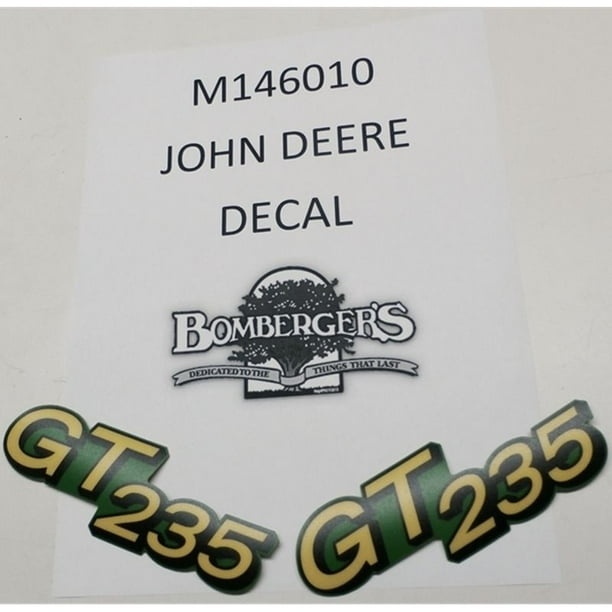 M146010
JOHN DEERE
DECAL
BOMBERGER'S
DEDICATED TO THE THINGS THAT LAST
GT235
GT235